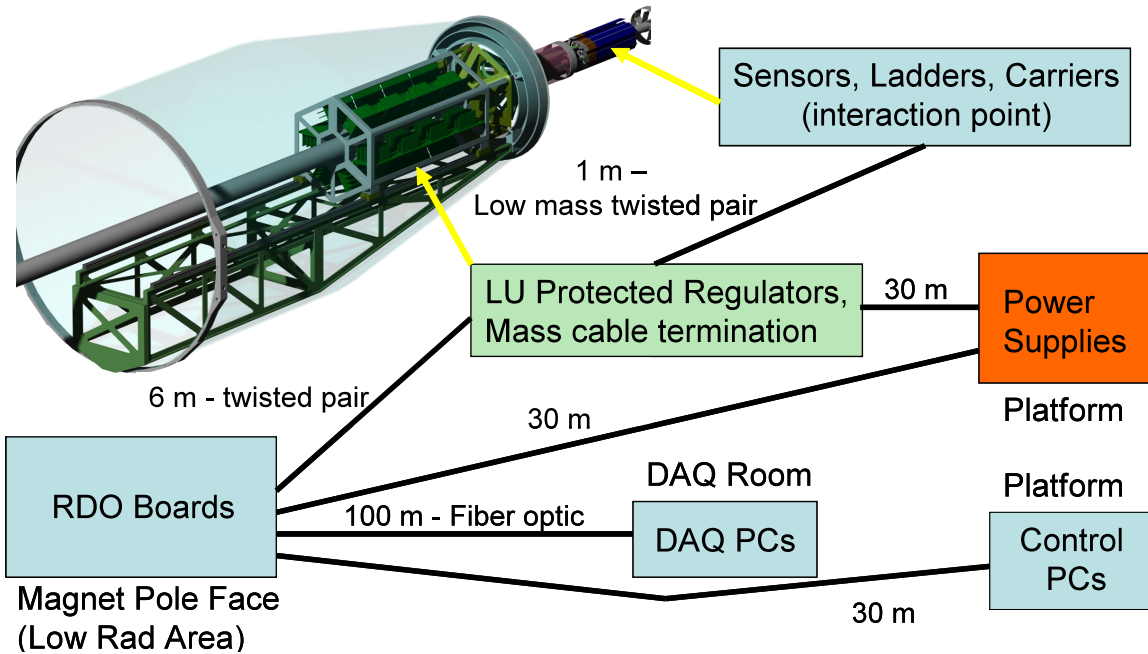 Sensors, Ladders, Carriers
(interaction point)
1 m –
Low mass twisted pair
LU Protected Regulators,
Mass cable termination
30 m
Power
Supplies
Platform
6 m - twisted pair
30 m
RDO Boards
Magnet Pole Face
(Low Rad Area)
100 m - Fiber optic
DAQ Room
DAQ PCs
Platform
Control
PCs
30 m